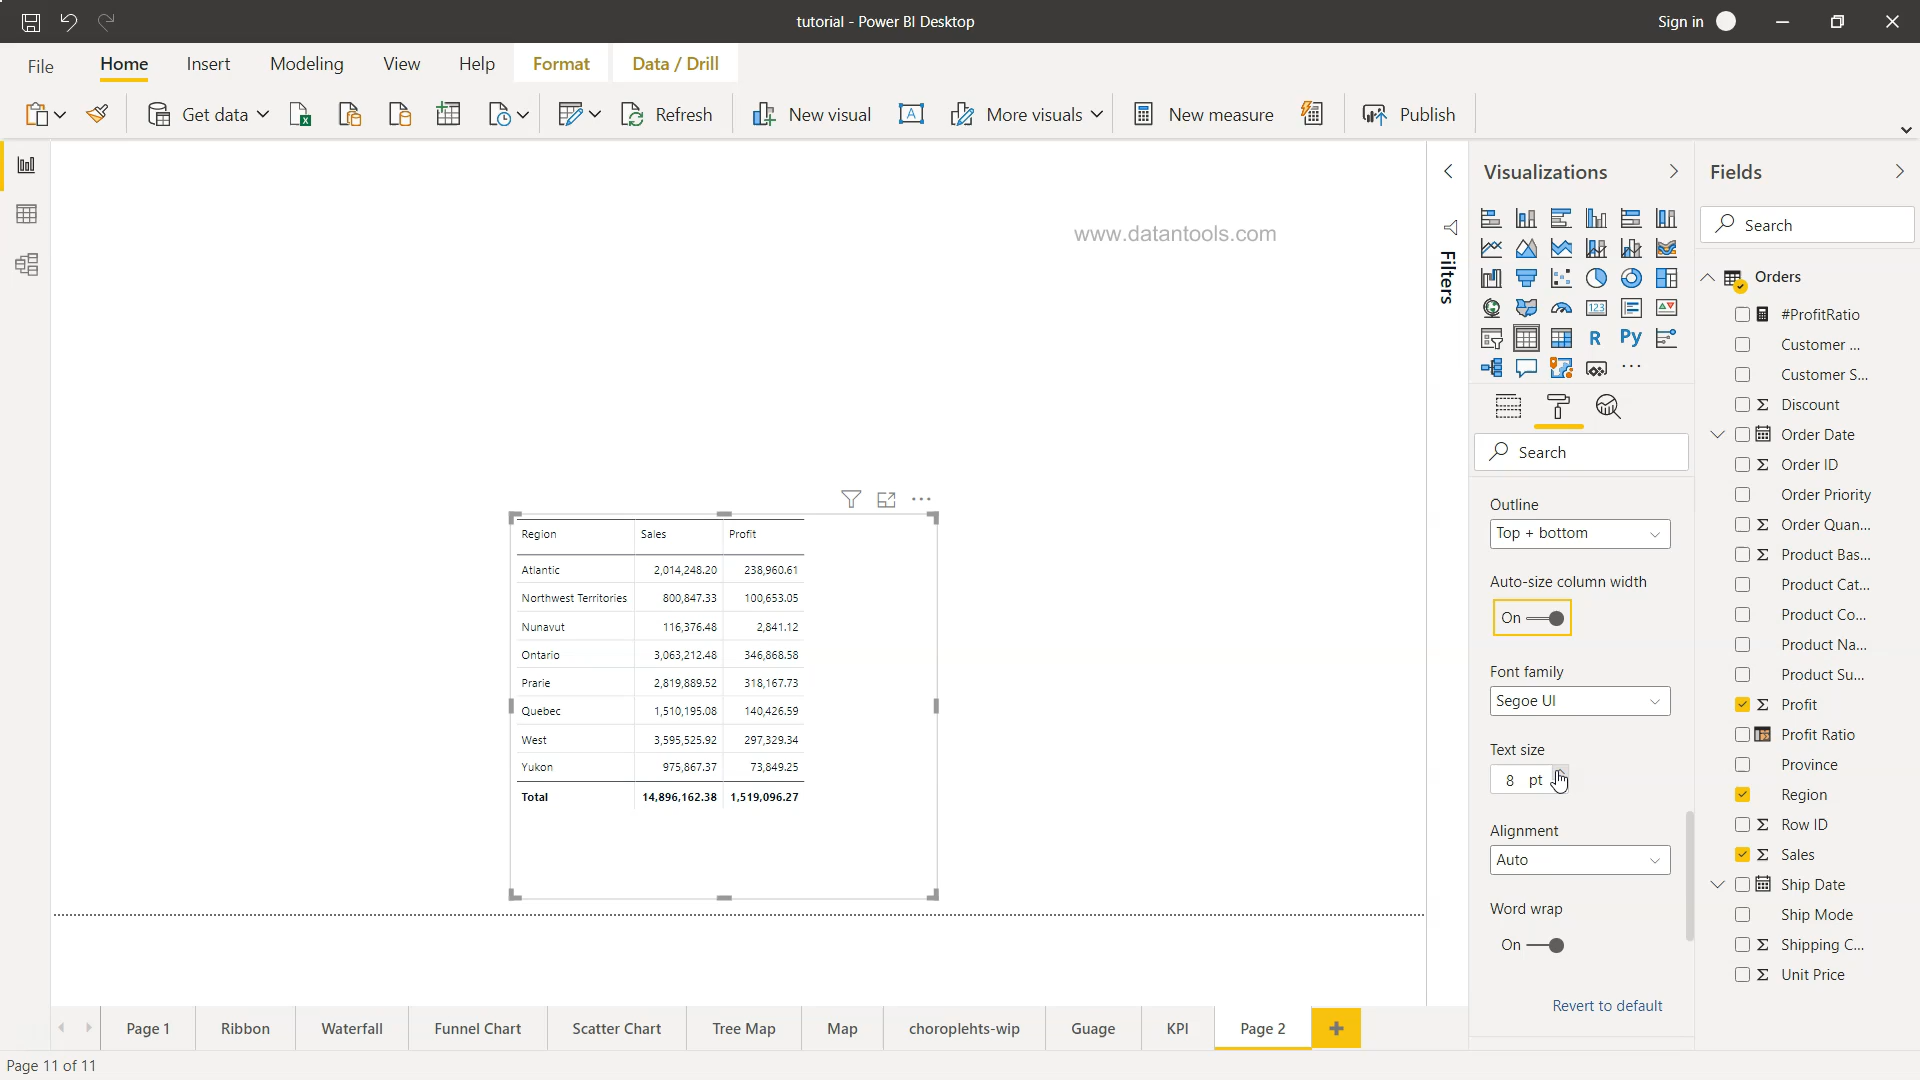 tutorial - Power BI Desktop
Sign in
File Home Insert Modeling View Help Format Data / Drill
Get data Refresh New visual A More visuals New measure Publish
Visualizations
Fields
www.datantools.com
Search
Filters
Orders
123
R Py
#ProfitRatio
Customer ...
Customer S...
Discount
Order Date
Order ID
Order Priority
Order Quan...
Product Bas...
Product Cat...
Product Co...
Product Na...
Product Su...
Profit
Profit Ratio
Province
Region
Row ID
Sales
Ship Date
Ship Mode
Shipping C...
Unit Price
Search
Outline
Top + bottom
Auto-size column width
On
Font family
Segoe UI
Text size
8 pt
Alignment
Auto
Word wrap
On
Revert to default
Region Sales Profit
Atlantic 2,014,248.20 238,960.61
Northwest Territories 800,847.33 100,653.05
Nunavut 116,376.48 2,841.12
Ontario 3,063,212.48 346,868.58
Prarie 2,819,889.52 318,167.73
Quebec 1,510,195.08 140,426.59
West 3,595,525.92 297,329.34
Yukon 975,867.37 73,849.25
Total 14,896,162.38 1,519,096.27
Page 1 Ribbon Waterfall Funnel Chart Scatter Chart Tree Map Map choroplehts-wip Guage KPI Page 2 +
Page 11 of 11